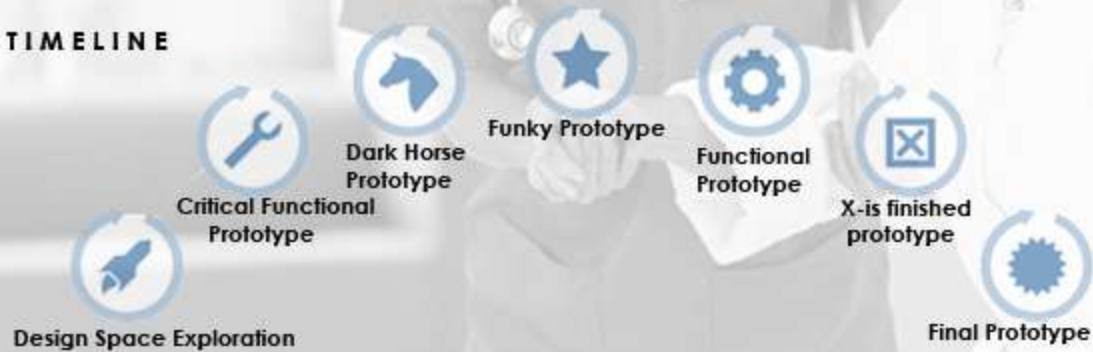 TIMELINE
Design Space Exploration
Critical Functional
Prototype
Dark Horse
Prototype
Funky Prototype
Functional
Prototype
X-is finished
prototype
Final Prototype